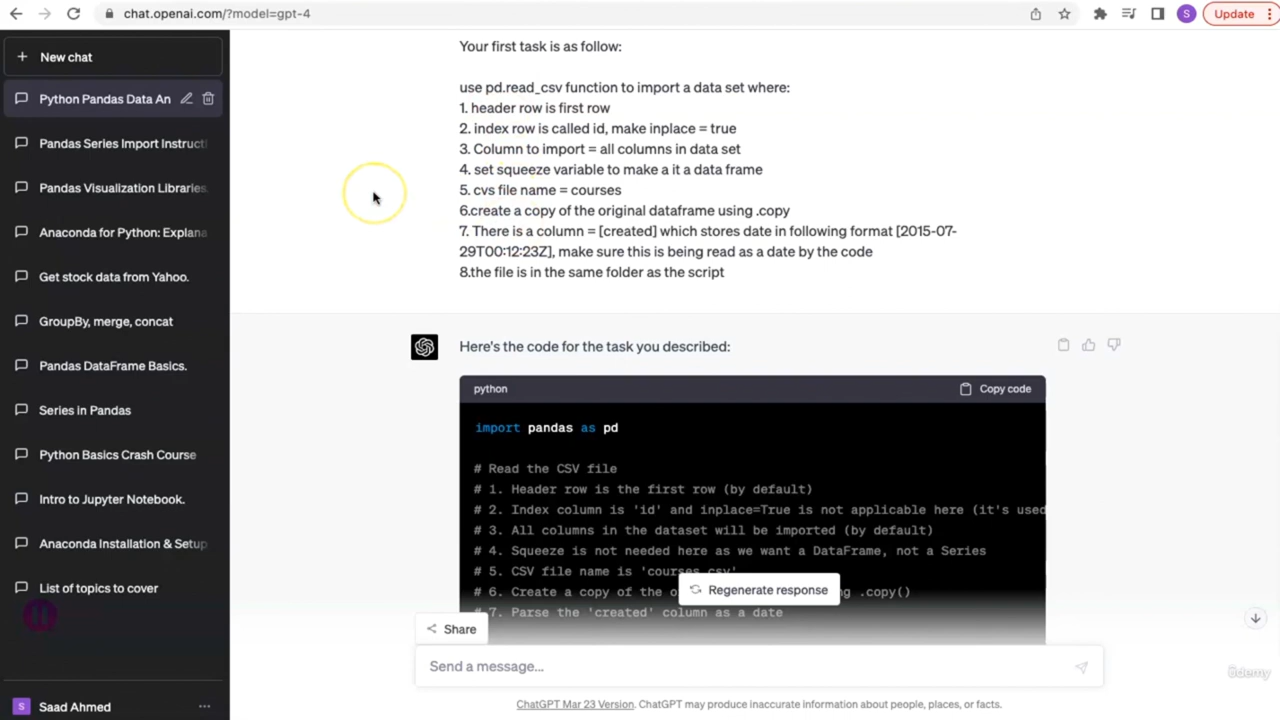 chat.openai.com/?model=gpt-4
S
Update
New chat
Python Pandas Data An
Pandas Series Import Instructi
Pandas Visualization Libraries
Anaconda for Python: Explana
Get stock data from Yahoo.
GroupBy, merge, concat
Pandas DataFrame Basics.
Series in Pandas
Python Basics Crash Course
Intro to Jupyter Notebook.
Anaconda Installation & Setup
List of topics to cover
S
Saad Ahmed
Your first task is as follow:
use pd.read_csv function to import a data set where:
1. header row is first row
2. index row is called id, make inplace = true
3. Column to import = all columns in data set
4. set squeeze variable to make a it a data frame
5. cvs file name = courses
6.create a copy of the original dataframe using .copy
7. There is a column = [created] which stores date in following format [2015-07-
29T00:12:23Z], make sure this is being read as a date by the code
8.the file is in the same folder as the script
Here's the code for the task you described:
python
Copy code
import pandas as pd
# Read the CSV file
# 1. Header row is the first row (by default)
# 2. Index column is 'id' and inplace=True is not applicable here (it's used
# 3. All columns in the dataset will be imported (by default)
# 4. Squeeze is not needed here as we want a DataFrame, not a Series
# 5. CSV file name is 'courses.csv'
# 6. Create a copy of the o
.copy()
# 7. Parse the 'created' column as a date
Regenerate response
Share
Send a message...
ChatGPT Mar 23 Version. ChatGPT may produce inaccurate information about people, places, or facts.
ûdemy